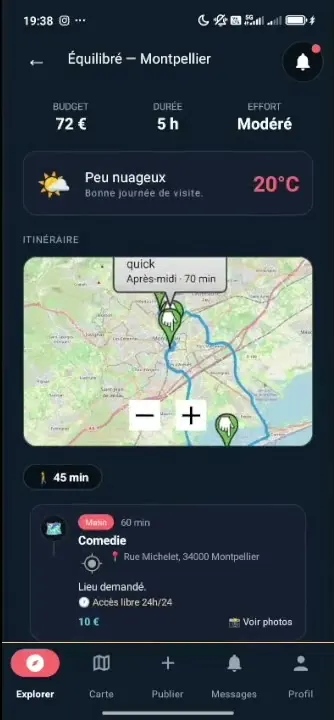 19:38
5G
← Équilibré — Montpellier
BUDGET DURÉE EFFORT
72 € 5 h Modéré
Peu nuageux
Bonne journée de visite.
20°C
ITINÉRAIRE
quick
Après-midi · 70 min
− +
45 min
Matin 60 min
Comedie
Rue Michelet, 34000 Montpellier
Lieu demandé.
Accès libre 24h/24
10 € Voir photos
Explorer Carte Publier Messages Profil